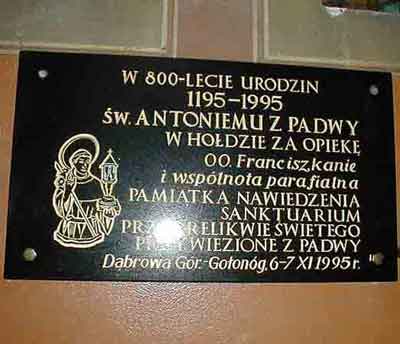 W 800-LECIE URODZIN
1195-1995
ŚW. ANTONIEMU Z PADWY
W HOŁDZIE ZA OPIEKĘ
OO. Franciszkanie
i wspólnota parafialna
PAMIATKA NAWIEDZENIA
SANKTUARIUM
PRZEZ RELIKWIE ŚWIĘTEGO
PRZYWIEZIONE Z PADWY
Dąbrowa Gór.-Gołonóg, 6-7 XI 1995 r.